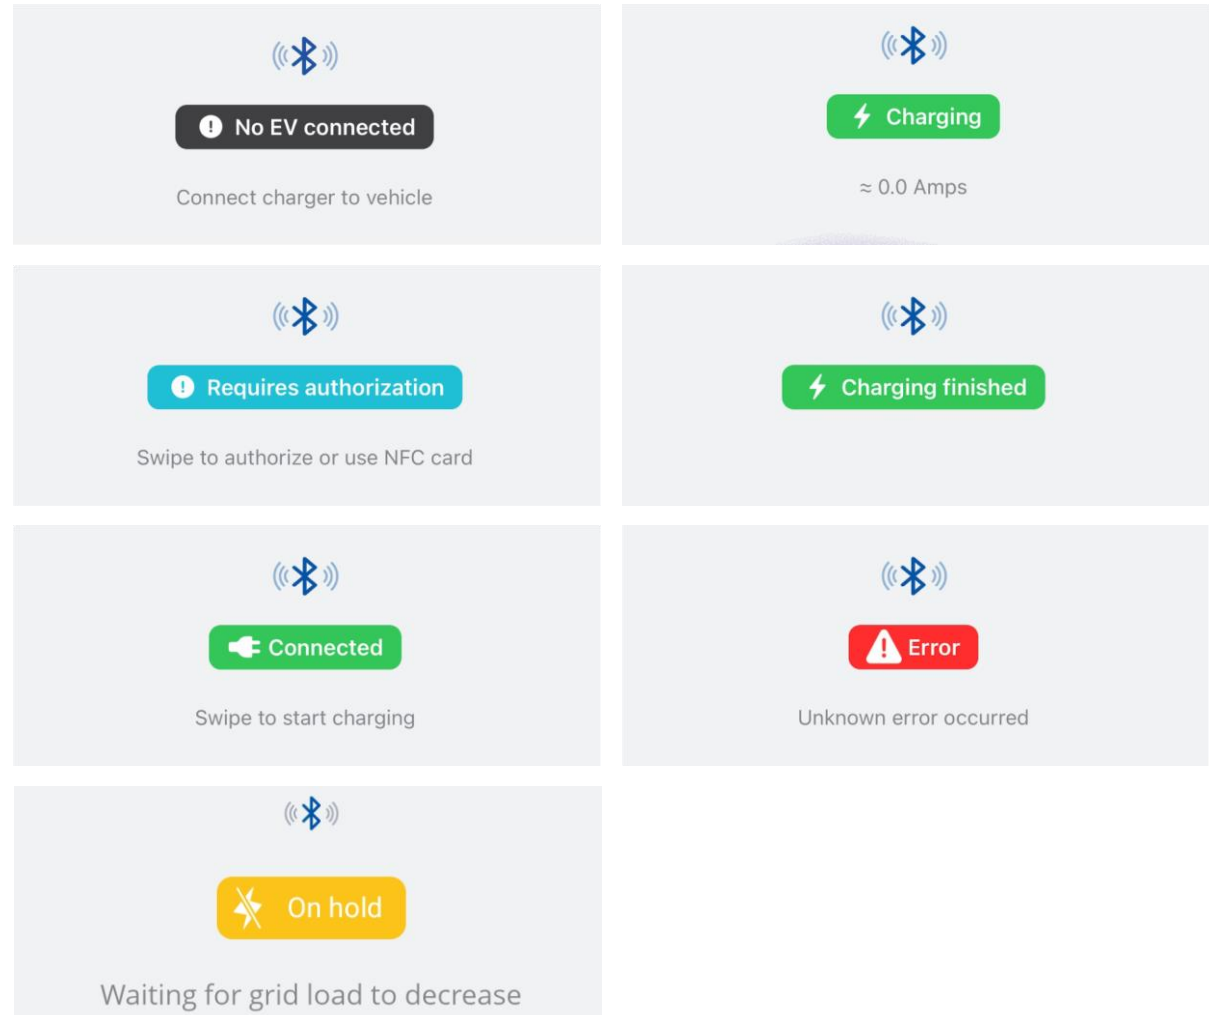 No EV connected
Connect charger to vehicle
Charging
≈ 0.0 Amps
Requires authorization
Swipe to authorize or use NFC card
Charging finished
Connected
Swipe to start charging
Error
Unknown error occurred
On hold
Waiting for grid load to decrease